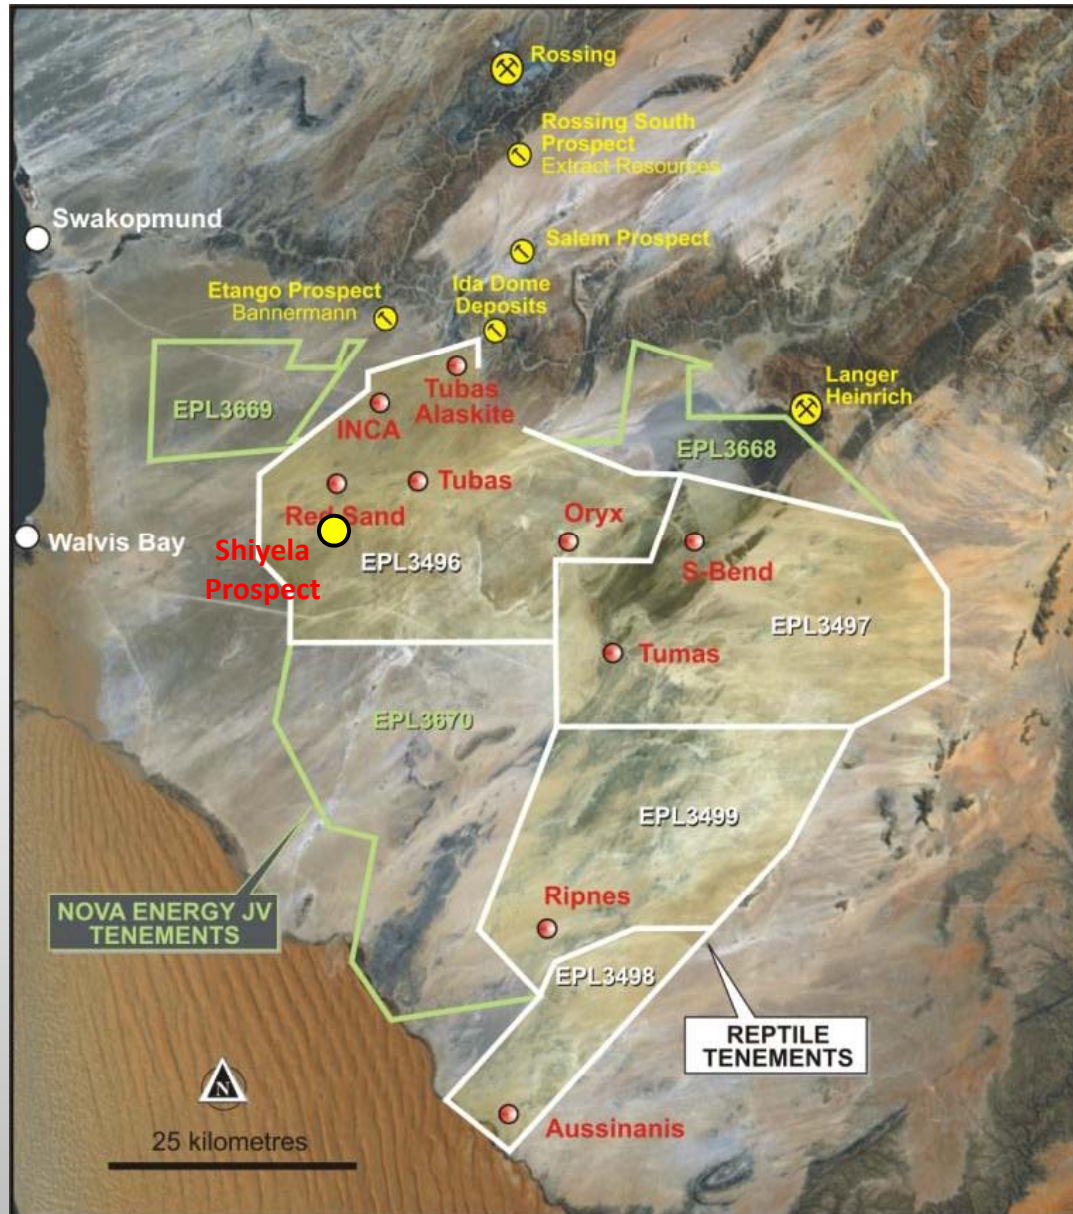 Rossing
Rossing South
Prospect
Extract Resources
Swakopmund
Salem Prospect
Etango Prospect
Bannermann
Ida Dome
Deposits
Tubas
Alaskite
Langer
Heinrich
EPL3669
INCA
EPL3668
Tubas
Red Sand
Oryx
Walvis Bay
Shiyela
Prospect
EPL3496
S-Bend
EPL3497
Tumas
EPL3670
EPL3499
Ripnes
NOVA ENERGY JV
TENEMENTS
EPL3498
REPTILE
TENEMENTS
N
25 kilometres
Aussinanis